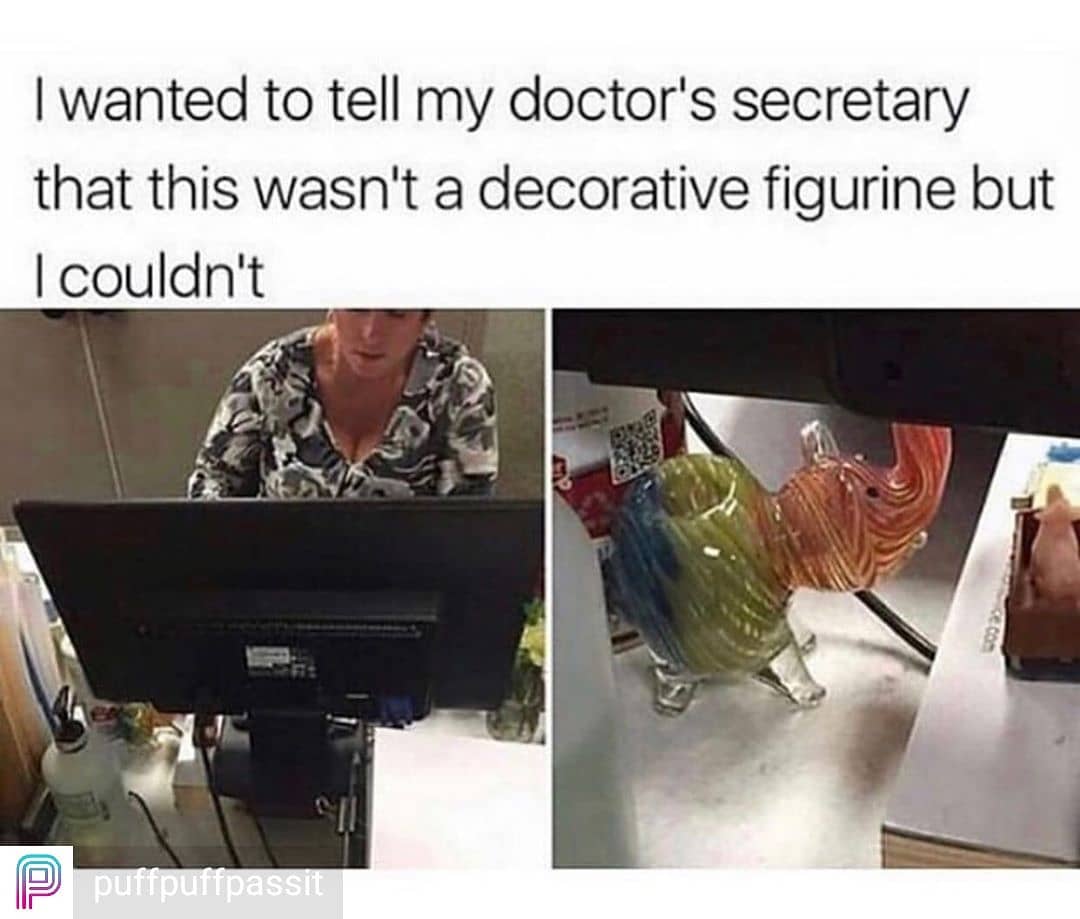 I wanted to tell my doctor's secretary
that this wasn't a decorative figurine but
I couldn't
puffpuffpassit